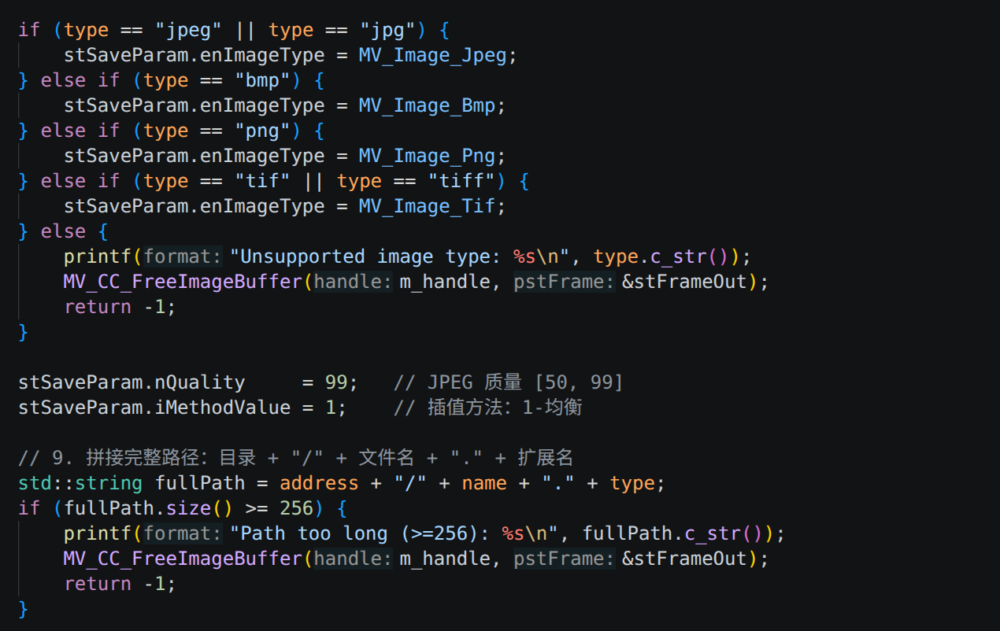 if (type == "jpeg" || type == "jpg") {
    stSaveParam.enImageType = MV_Image_Jpeg;
} else if (type == "bmp") {
    stSaveParam.enImageType = MV_Image_Bmp;
} else if (type == "png") {
    stSaveParam.enImageType = MV_Image_Png;
} else if (type == "tif" || type == "tiff") {
    stSaveParam.enImageType = MV_Image_Tif;
} else {
    printf(format: "Unsupported image type: %s\n", type.c_str());
    MV_CC_FreeImageBuffer(handle: m_handle, pstFrame: &stFrameOut);
    return -1;
}

stSaveParam.nQuality     = 99;   // JPEG 质量 [50, 99]
stSaveParam.iMethodValue = 1;    // 插值方法：1-均衡

// 9. 拼接完整路径：目录 + "/" + 文件名 + "." + 扩展名
std::string fullPath = address + "/" + name + "." + type;
if (fullPath.size() >= 256) {
    printf(format: "Path too long (>=256): %s\n", fullPath.c_str());
    MV_CC_FreeImageBuffer(handle: m_handle, pstFrame: &stFrameOut);
    return -1;
}